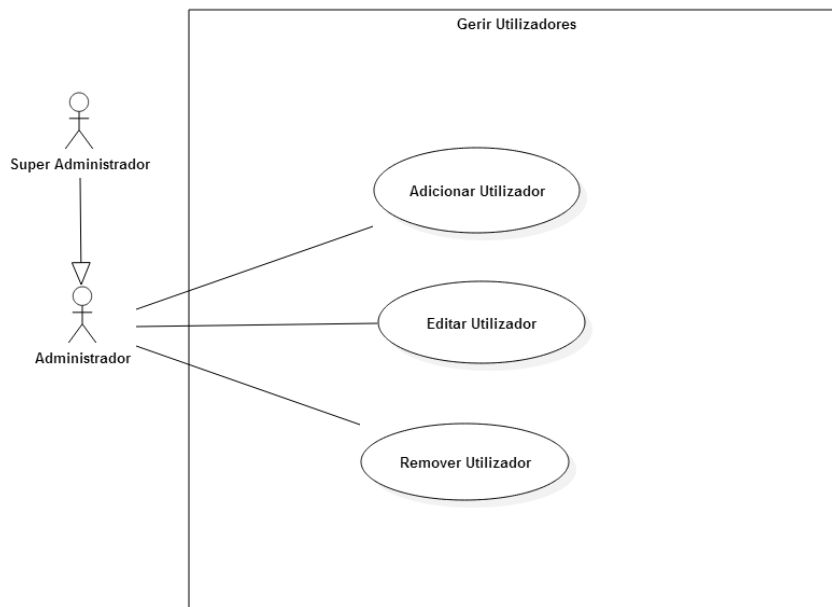 Gerir Utilizadores
Super Administrador
Adicionar Utilizador
Editar Utilizador
Administrador
Remover Utilizador